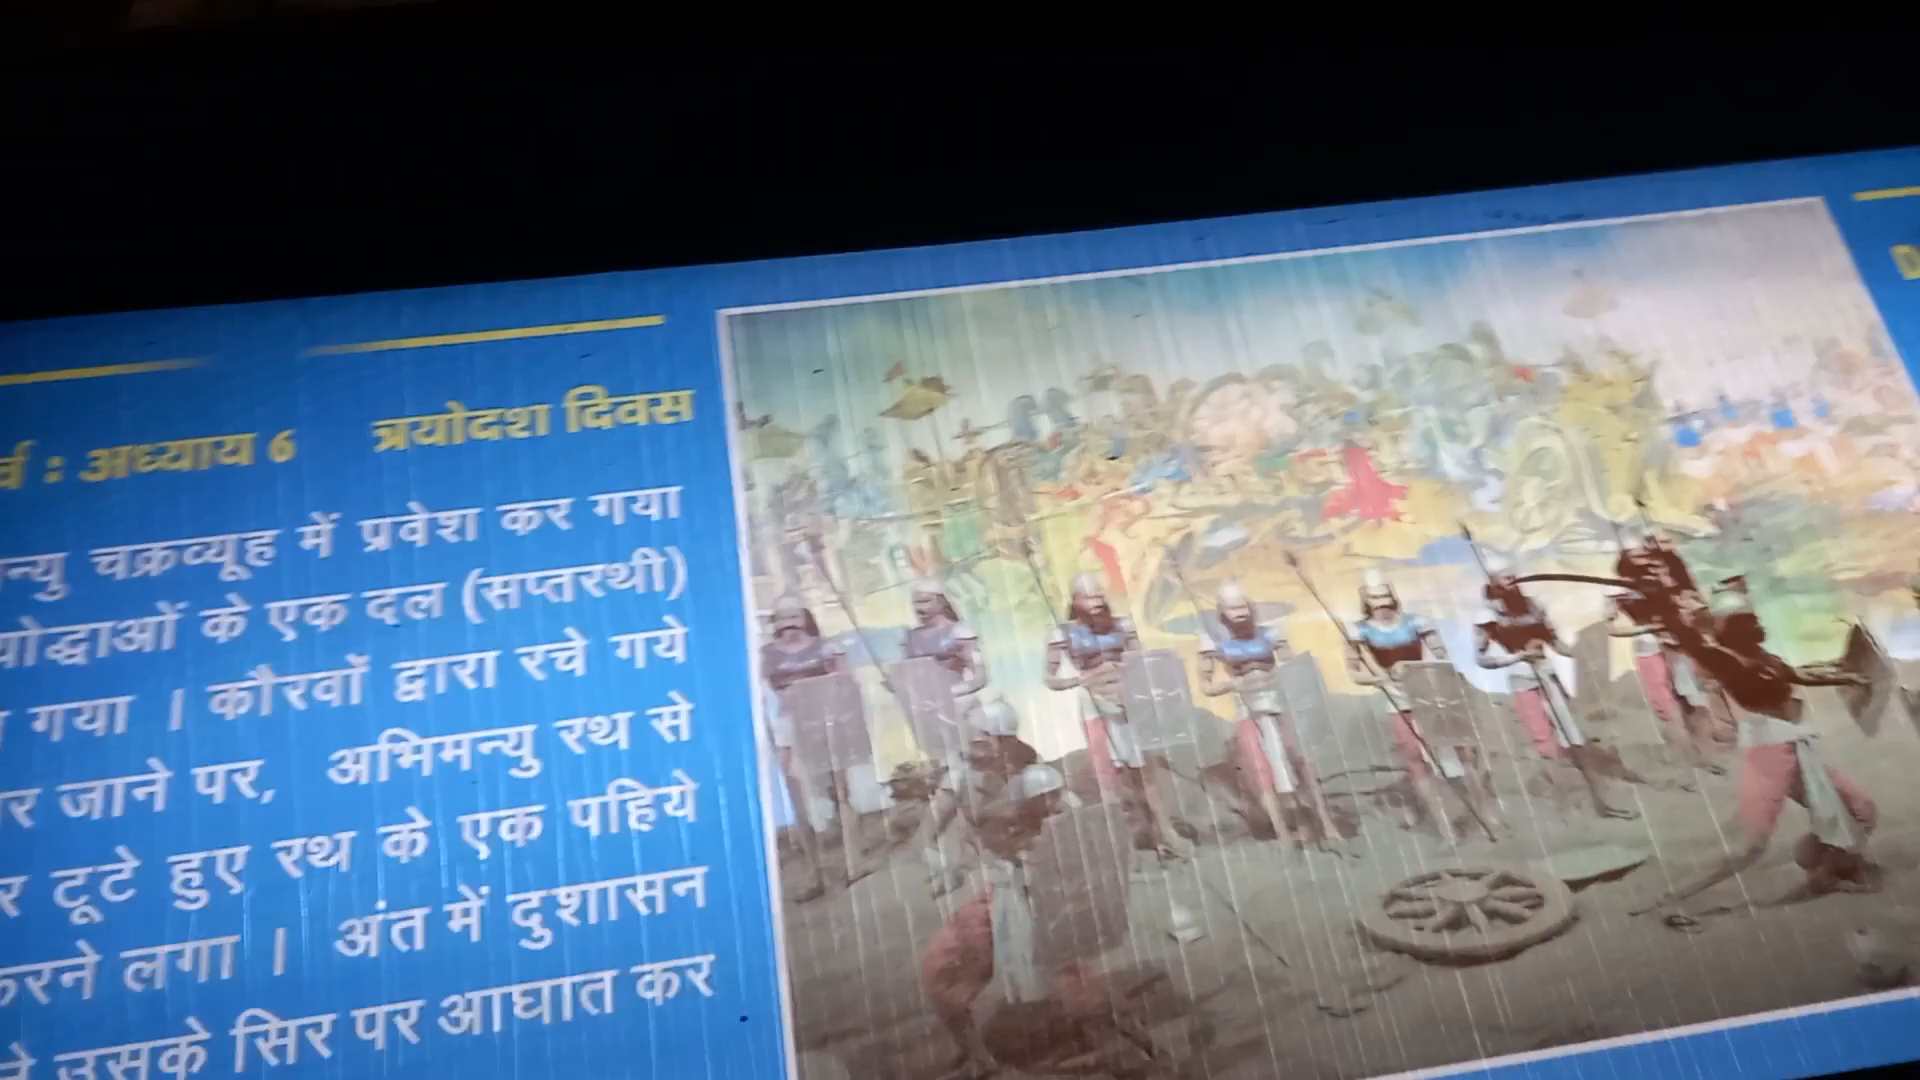 : अध्याय 6 त्रयोदश दिवस
चक्रव्यूह में प्रवेश कर गया
योद्धाओं के एक दल (सप्तरथी)
गया । कौरवों द्वारा रचे गये
जाने पर, अभिमन्यु रथ से
टूटे हुए रथ के एक पहिये
करने लगा । अंत में दुशासन
उसके सिर पर आघात कर